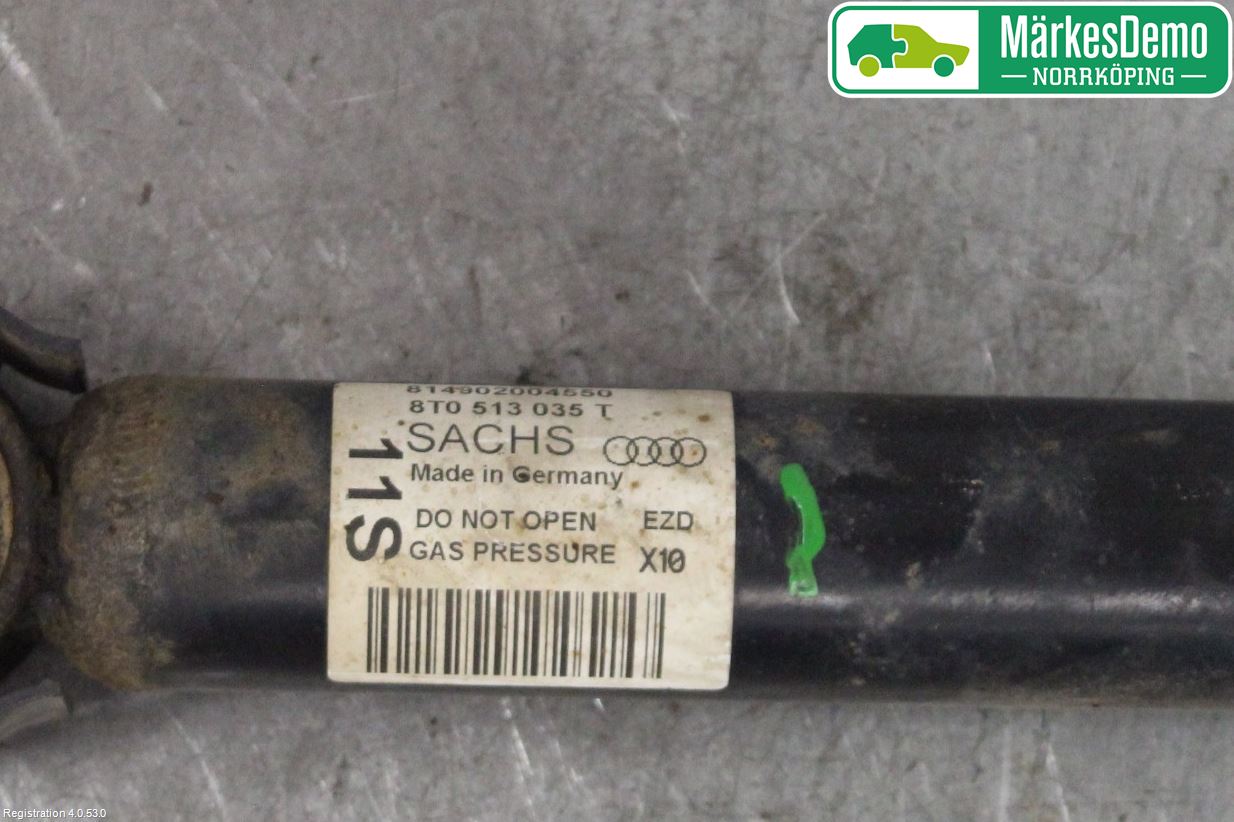 MärkesDemo
NORRKÖPING
814902004550
8T0 513 035 T
SACHS
Made in Germany
11S
DO NOT OPEN EZD
GAS PRESSURE X10
Registration 4.0.53.0